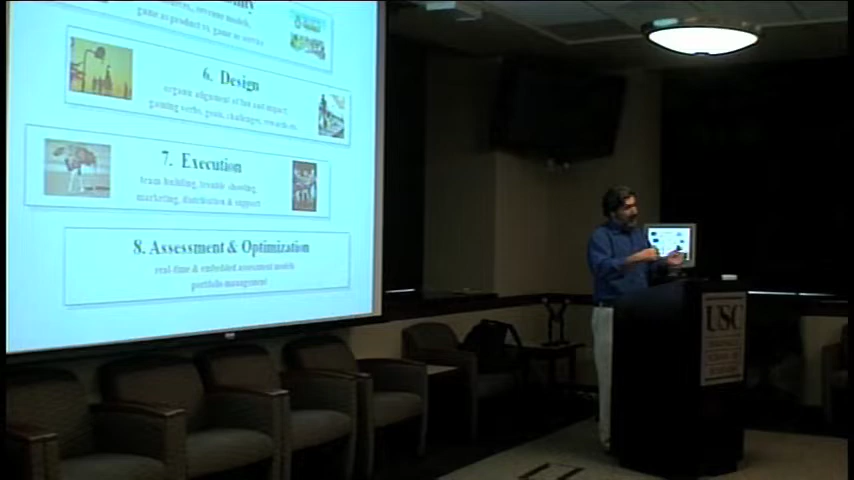 game as product vs. game as service
6. Design
organic alignment of fun and impact,
gaming verbs, goals, challenges, rewards etc.
7. Execution
team building, trouble shooting,
marketing, distribution & support
8. Assessment & Optimization
real-time & embedded assessment models
portfolio management
USC